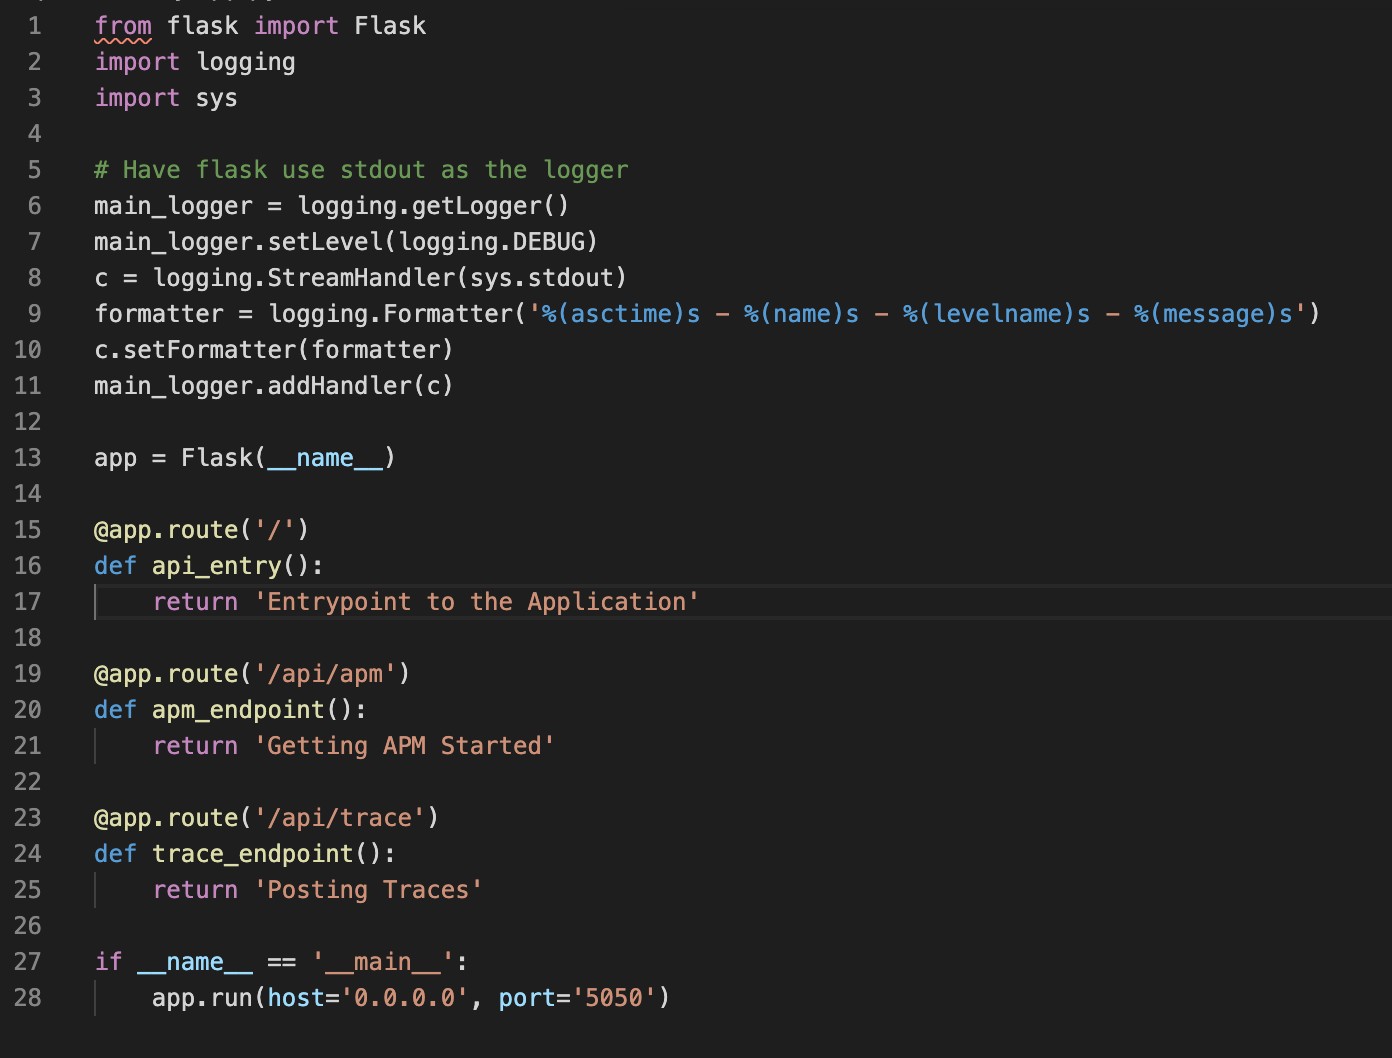 1 from flask import Flask
2 import logging
3 import sys
4
5 # Have flask use stdout as the logger
6 main_logger = logging.getLogger()
7 main_logger.setLevel(logging.DEBUG)
8 c = logging.StreamHandler(sys.stdout)
9 formatter = logging.Formatter('%(asctime)s - %(name)s - %(levelname)s - %(message)s')
10 c.setFormatter(formatter)
11 main_logger.addHandler(c)
12
13 app = Flask(__name__)
14
15 @app.route('/')
16 def api_entry():
17     return 'Entrypoint to the Application'
18
19 @app.route('/api/apm')
20 def apm_endpoint():
21     return 'Getting APM Started'
22
23 @app.route('/api/trace')
24 def trace_endpoint():
25     return 'Posting Traces'
26
27 if __name__ == '__main__':
28     app.run(host='0.0.0.0', port='5050')